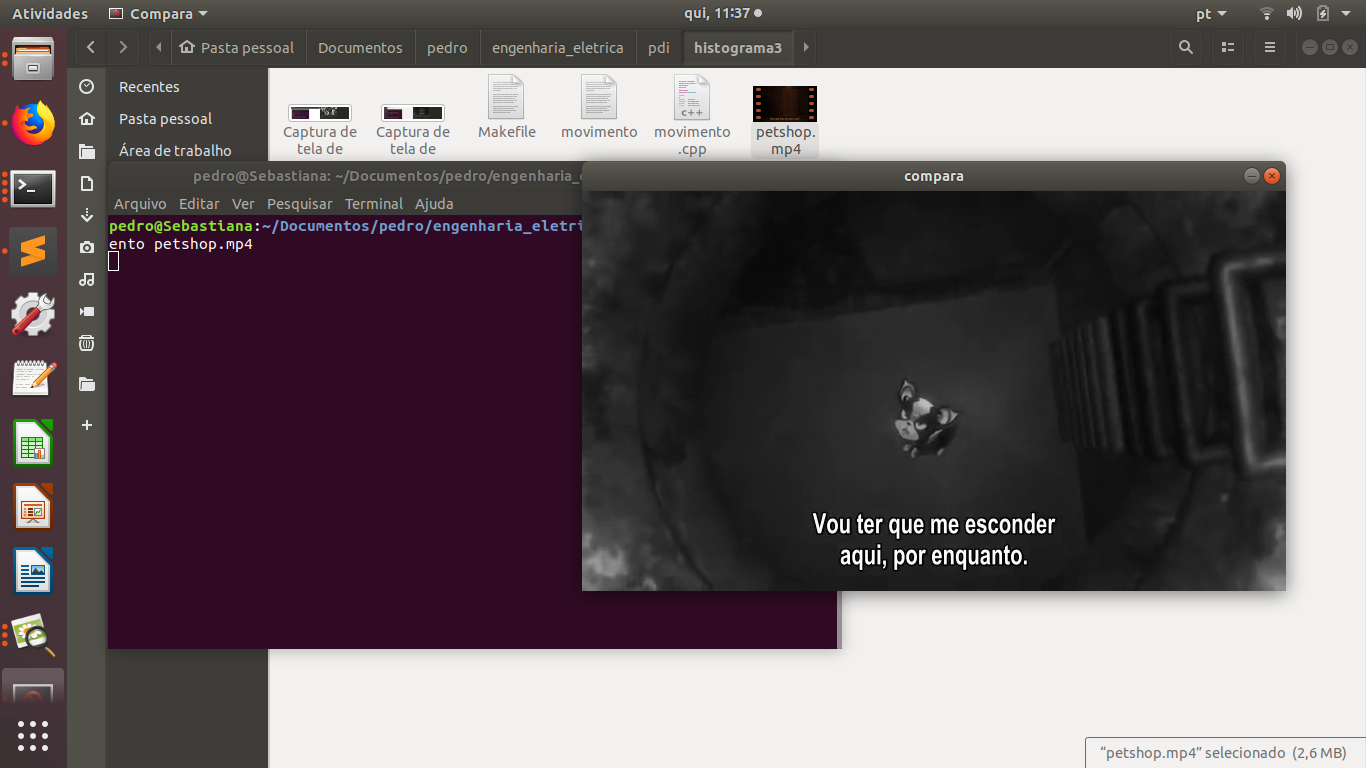 Atividades
Compara
qui, 11:37
pt
Pasta pessoal
Documentos
pedro
engenharia_eletrica
pdi
histograma3
Recentes
Pasta pessoal
Área de trabalho
Captura de
tela de
Captura de
tela de
Makefile
movimento
c++
movimento
.cpp
petshop.
mp4
pedro@Sebastiana: ~/Documentos/pedro/engenharia_e
Arquivo Editar Ver Pesquisar Terminal Ajuda
pedro@Sebastiana:~/Documentos/pedro/engenharia_eletri
ento petshop.mp4
compara
Vou ter que me esconder
aqui, por enquanto.
“petshop.mp4” selecionado (2,6 MB)